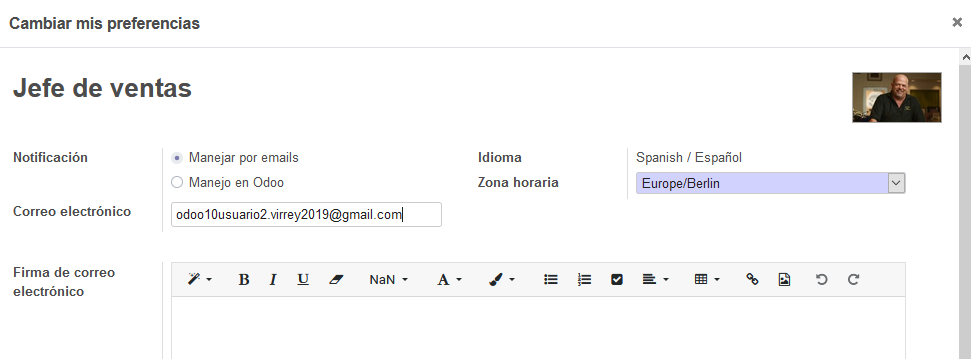 Cambiar mis preferencias ×
Jefe de ventas
Notificación
Manejar por emails
Manejo en Odoo
Idioma
Spanish / Español
Zona horaria
Europe/Berlin
Correo electrónico
odoo10usuario2.virrey2019@gmail.com
Firma de correo
electrónico
B I U NaN A